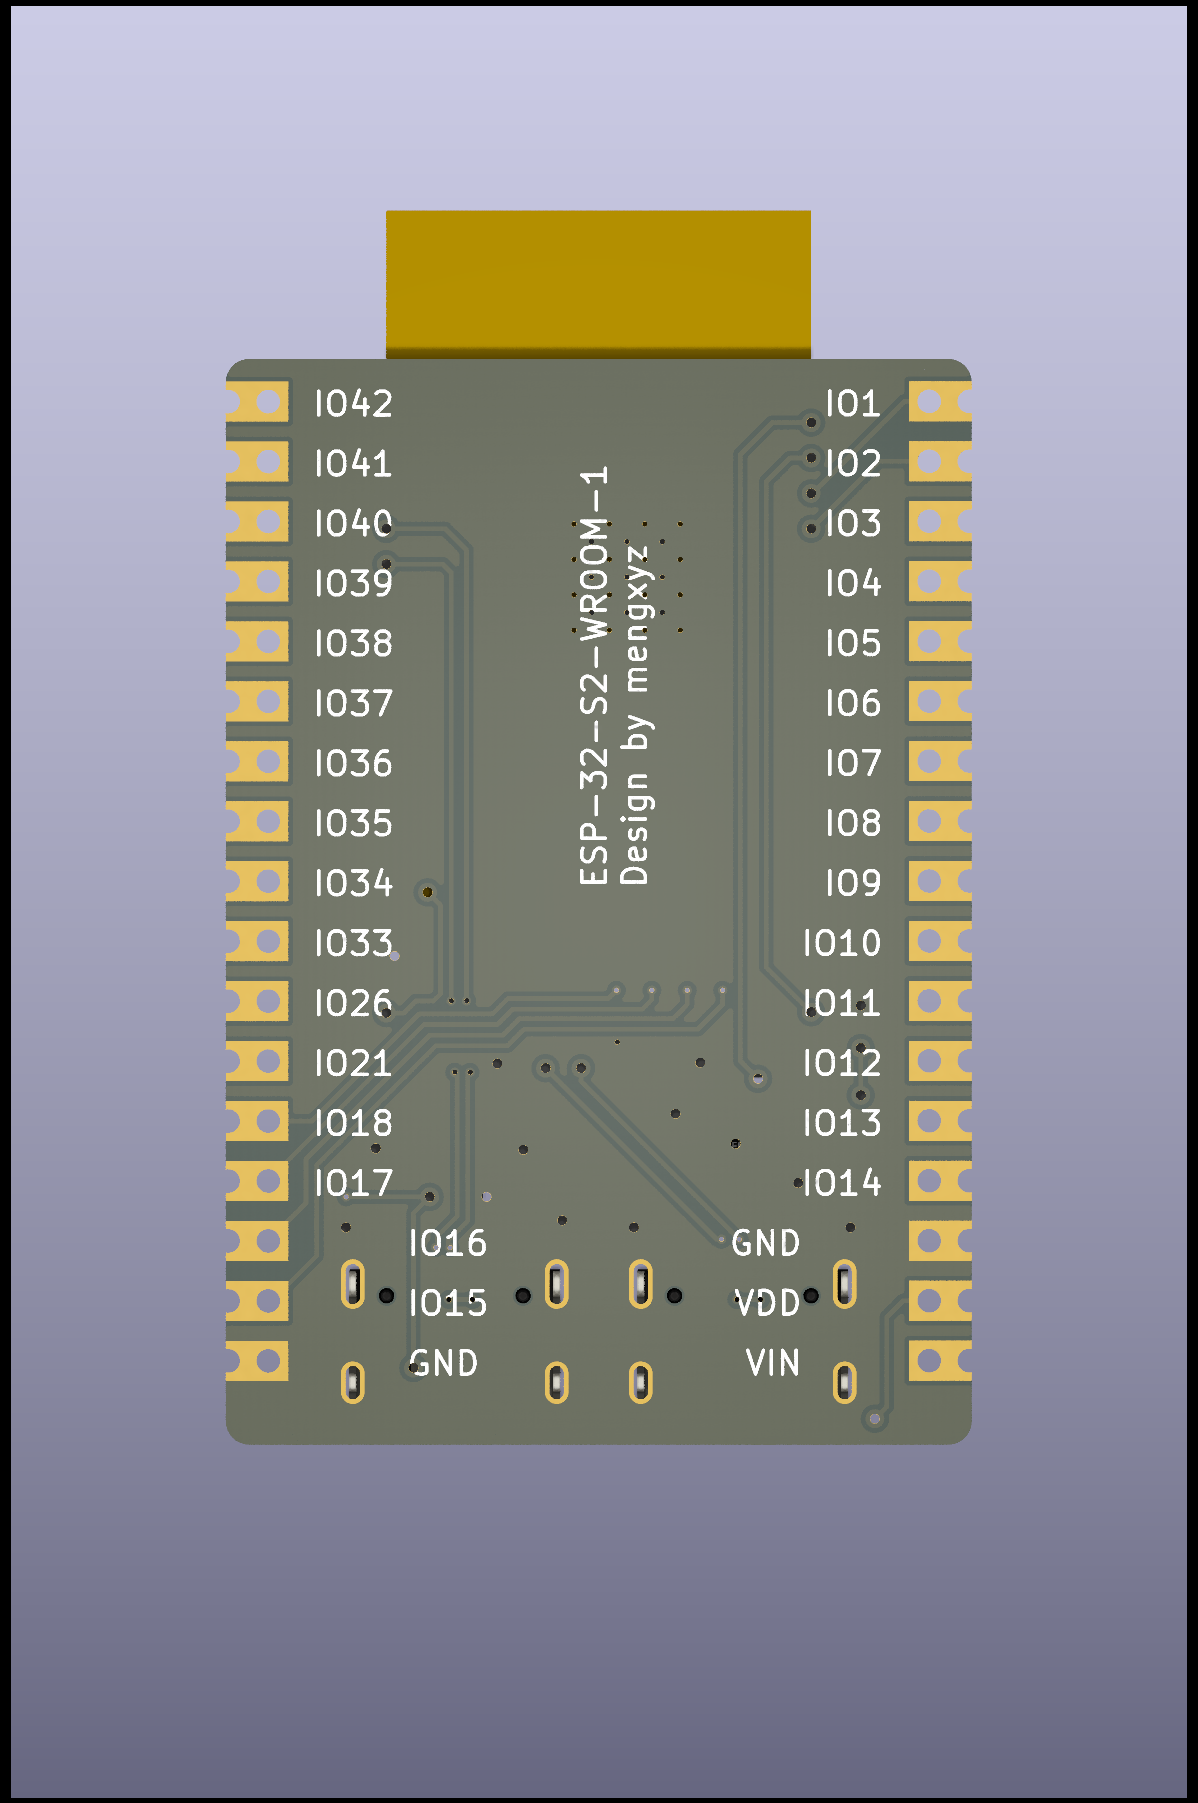 IO42
IO1
IO41
IO2
IO40
IO3
IO39
IO4
IO38
IO5
IO37
IO6
IO36
IO7
IO35
IO8
IO34
IO9
IO33
IO10
IO26
IO11
IO21
IO12
IO18
IO13
IO17
IO14
IO16
GND
IO15
VDD
GND
VIN
ESP-32-S2-WROOM-1
Design by mengxyz